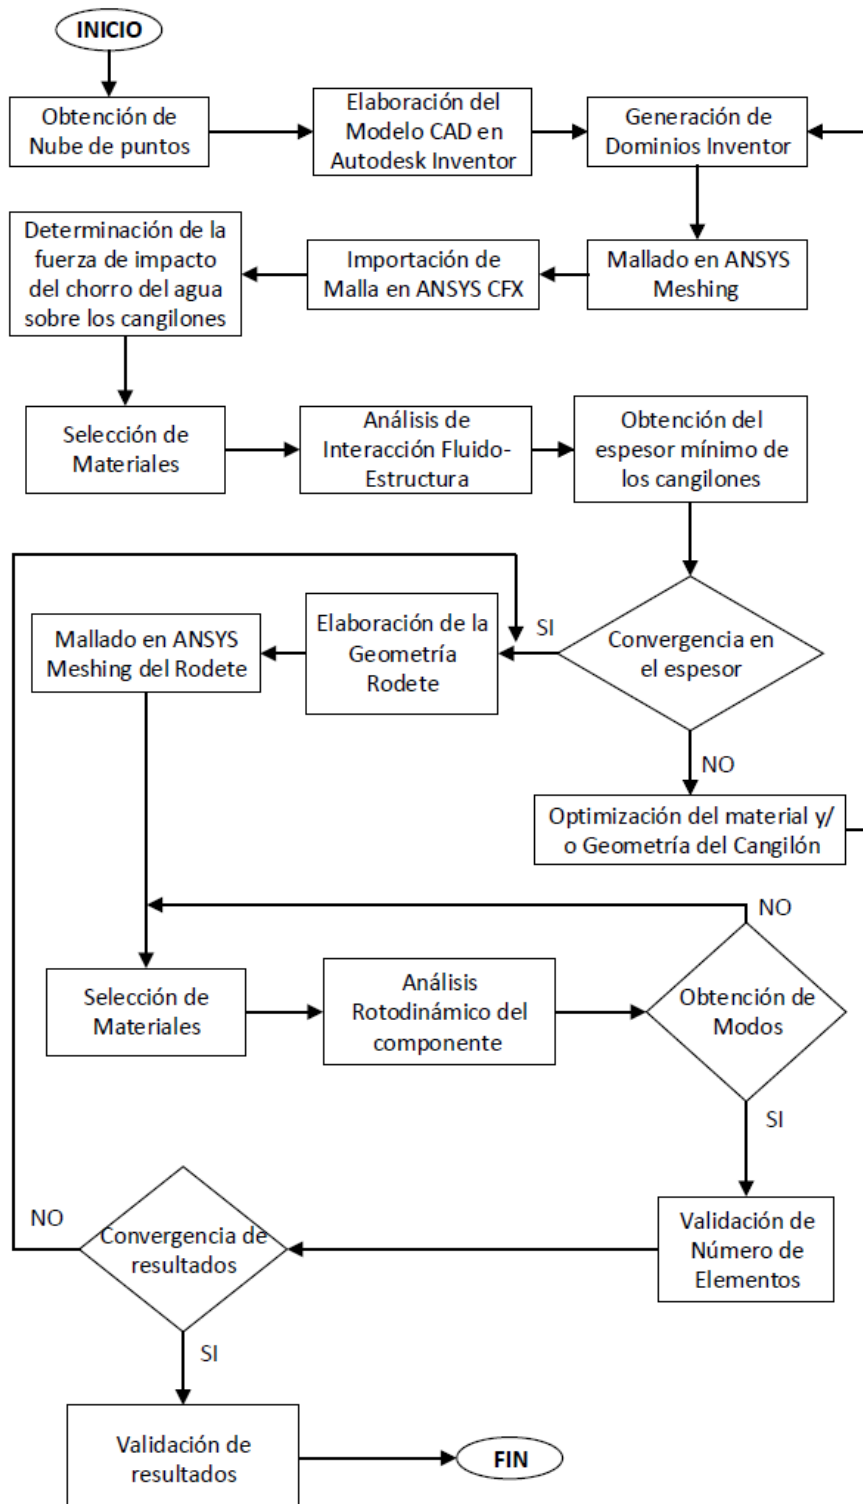 INICIO
Obtención de
Nube de puntos
Elaboración del
Modelo CAD en
Autodesk Inventor
Generación de
Dominios Inventor
Determinación de la
fuerza de impacto
del chorro del agua
sobre los cangilones
Importación de
Malla en ANSYS CFX
Mallado en ANSYS
Meshing
Selección de
Materiales
Análisis de
Interacción Fluido-
Estructura
Obtención del
espesor mínimo de
los cangilones
Mallado en ANSYS
Meshing del Rodete
Elaboración de la
Geometría
Rodete
SI
Convergencia en
el espesor
NO
Optimización del material y/
o Geometría del Cangilón
NO
Selección de
Materiales
Análisis
Rotodinámico del
componente
Obtención de
Modos
SI
NO
Convergencia de
resultados
Validación de
Número de
Elementos
SI
Validación de
resultados
FIN